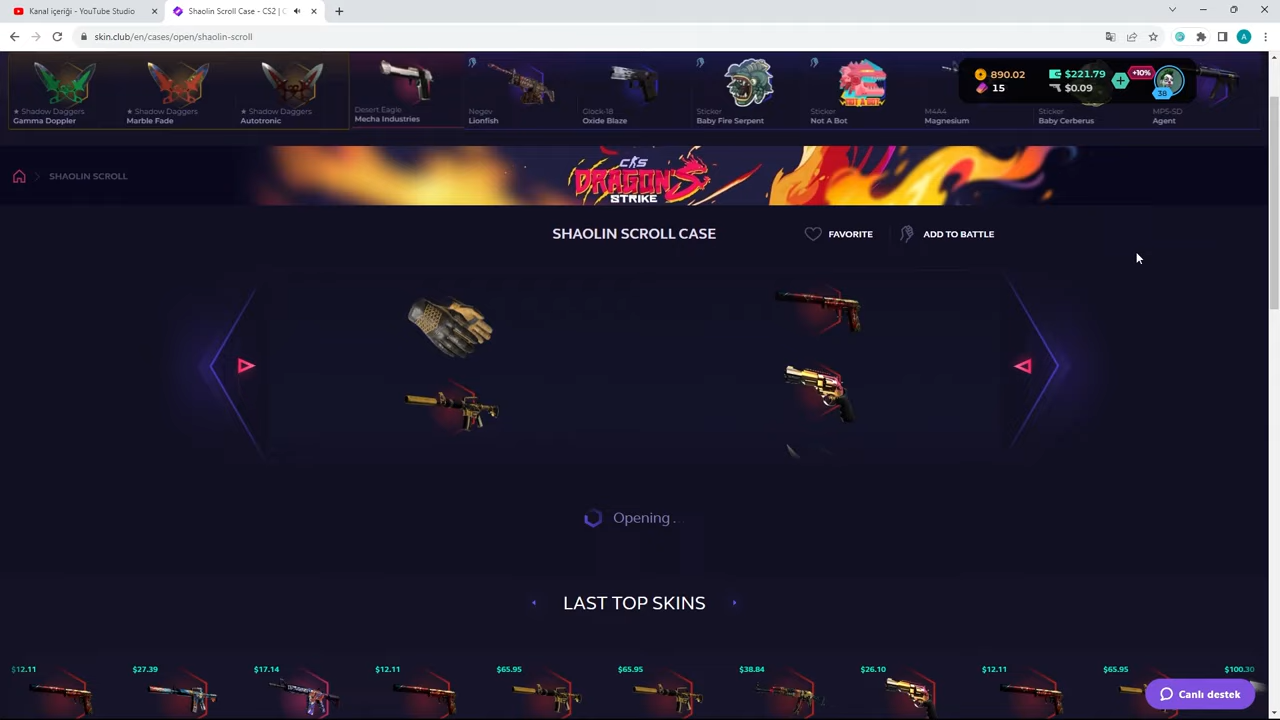 Kanal içeriği - YouTube Studio
Shaolin Scroll Case - CS2 | C
skin.club/en/cases/open/shaolin-scroll
A
★ Shadow Daggers
Gamma Doppler
★ Shadow Daggers
Marble Fade
★ Shadow Daggers
Autotronic
Desert Eagle
Mecha Industries
Negev
Lionfish
Glock-18
Oxide Blaze
Sticker
Baby Fire Serpent
Sticker
Not A Bot
M4A4
Magnesium
Sticker
Baby Cerberus
MP5-SD
Agent
890.02
$221.79
+10%
15
$0.09
38
SHAOLIN SCROLL
CKS
DRAGON'S
STRIKE
SHAOLIN SCROLL CASE
FAVORITE
ADD TO BATTLE
Opening . . .
LAST TOP SKINS
$12.11
$27.39
$17.14
$12.11
$65.95
$65.95
$38.84
$26.10
$12.11
$65.95
$100.30
Canlı destek